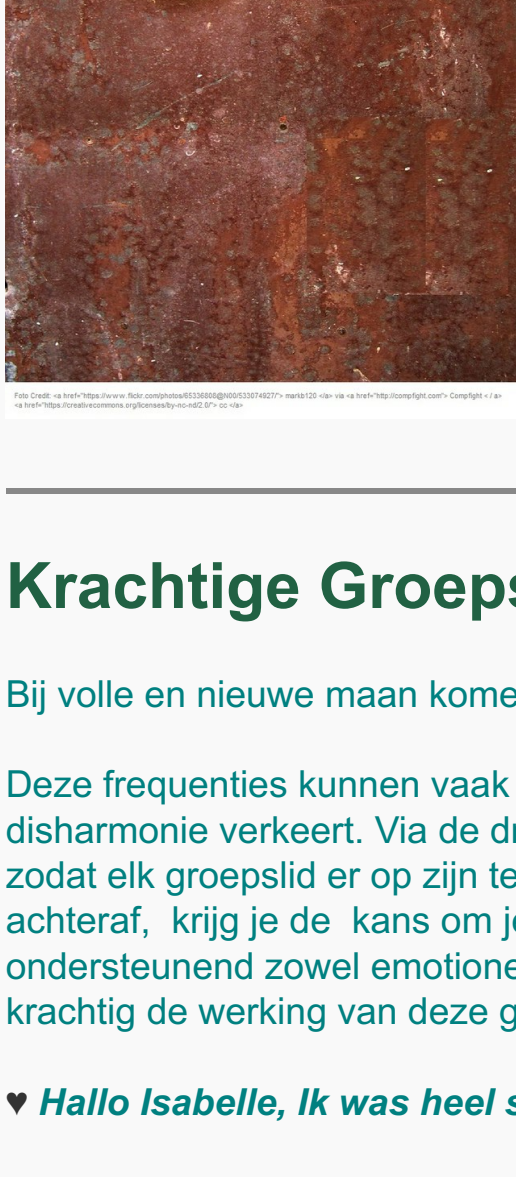 Foto Credit: <a href="https://www.flickr.com/photos/65336808@N00/533074927/"> markb120 </a> via <a href="http://compfight.com"> Compfight < / a>
<a href="https://creativecommons.org/licenses/by-nc-nd/2.0/"> cc </a>
Krachtige Groeps
Bij volle en nieuwe maan kome
Deze frequenties kunnen vaak
disharmonie verkeert. Via de dr
zodat elk groepslid er op zijn te
achteraf, krijg je de kans om je
ondersteunend zowel emotione
krachtig de werking van deze g
♥ Hallo Isabelle, Ik was heel s